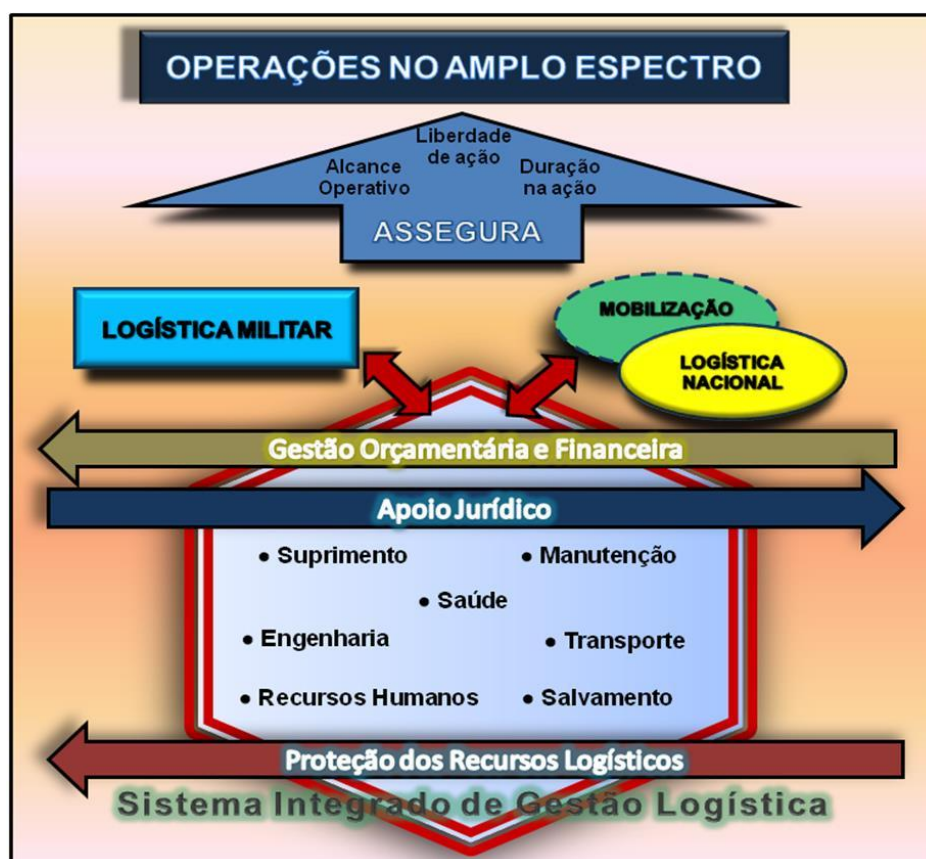 OPERAÇÕES NO AMPLO ESPECTRO
Liberdade
de ação
Alcance
Operativo
Duração
na ação
ASSEGURA
LOGÍSTICA MILITAR
MOBILIZAÇÃO
LOGÍSTICA
NACIONAL
Gestão Orçamentária e Financeira
Apoio Jurídico
● Suprimento
● Manutenção
● Saúde
● Engenharia
● Transporte
● Recursos Humanos
● Salvamento
Proteção dos Recursos Logísticos
Sistema Integrado de Gestão Logística